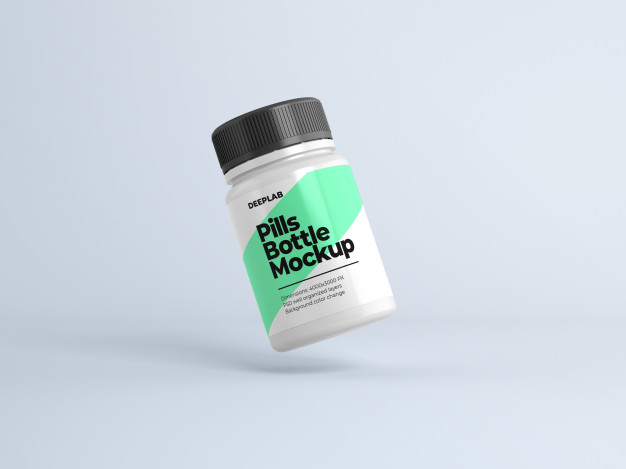 DEEPLAB
Pills
Bottle
Mockup
Dimensions: 4000x3000 PX
PSD well organized layers
Background color change